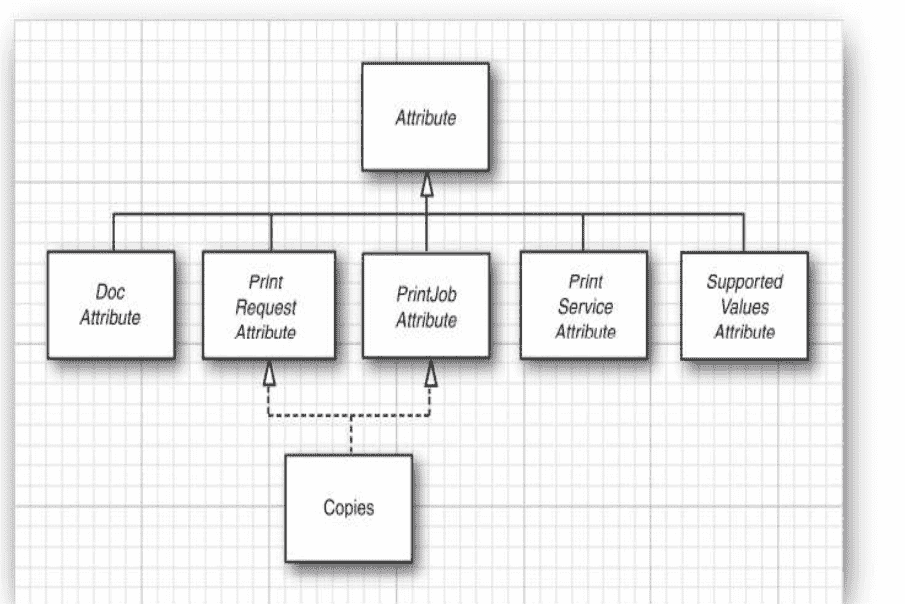 Attribute
Doc
Attribute
Print
Request
Attribute
PrintJob
Attribute
Print
Service
Attribute
Supported
Values
Attribute
Copies